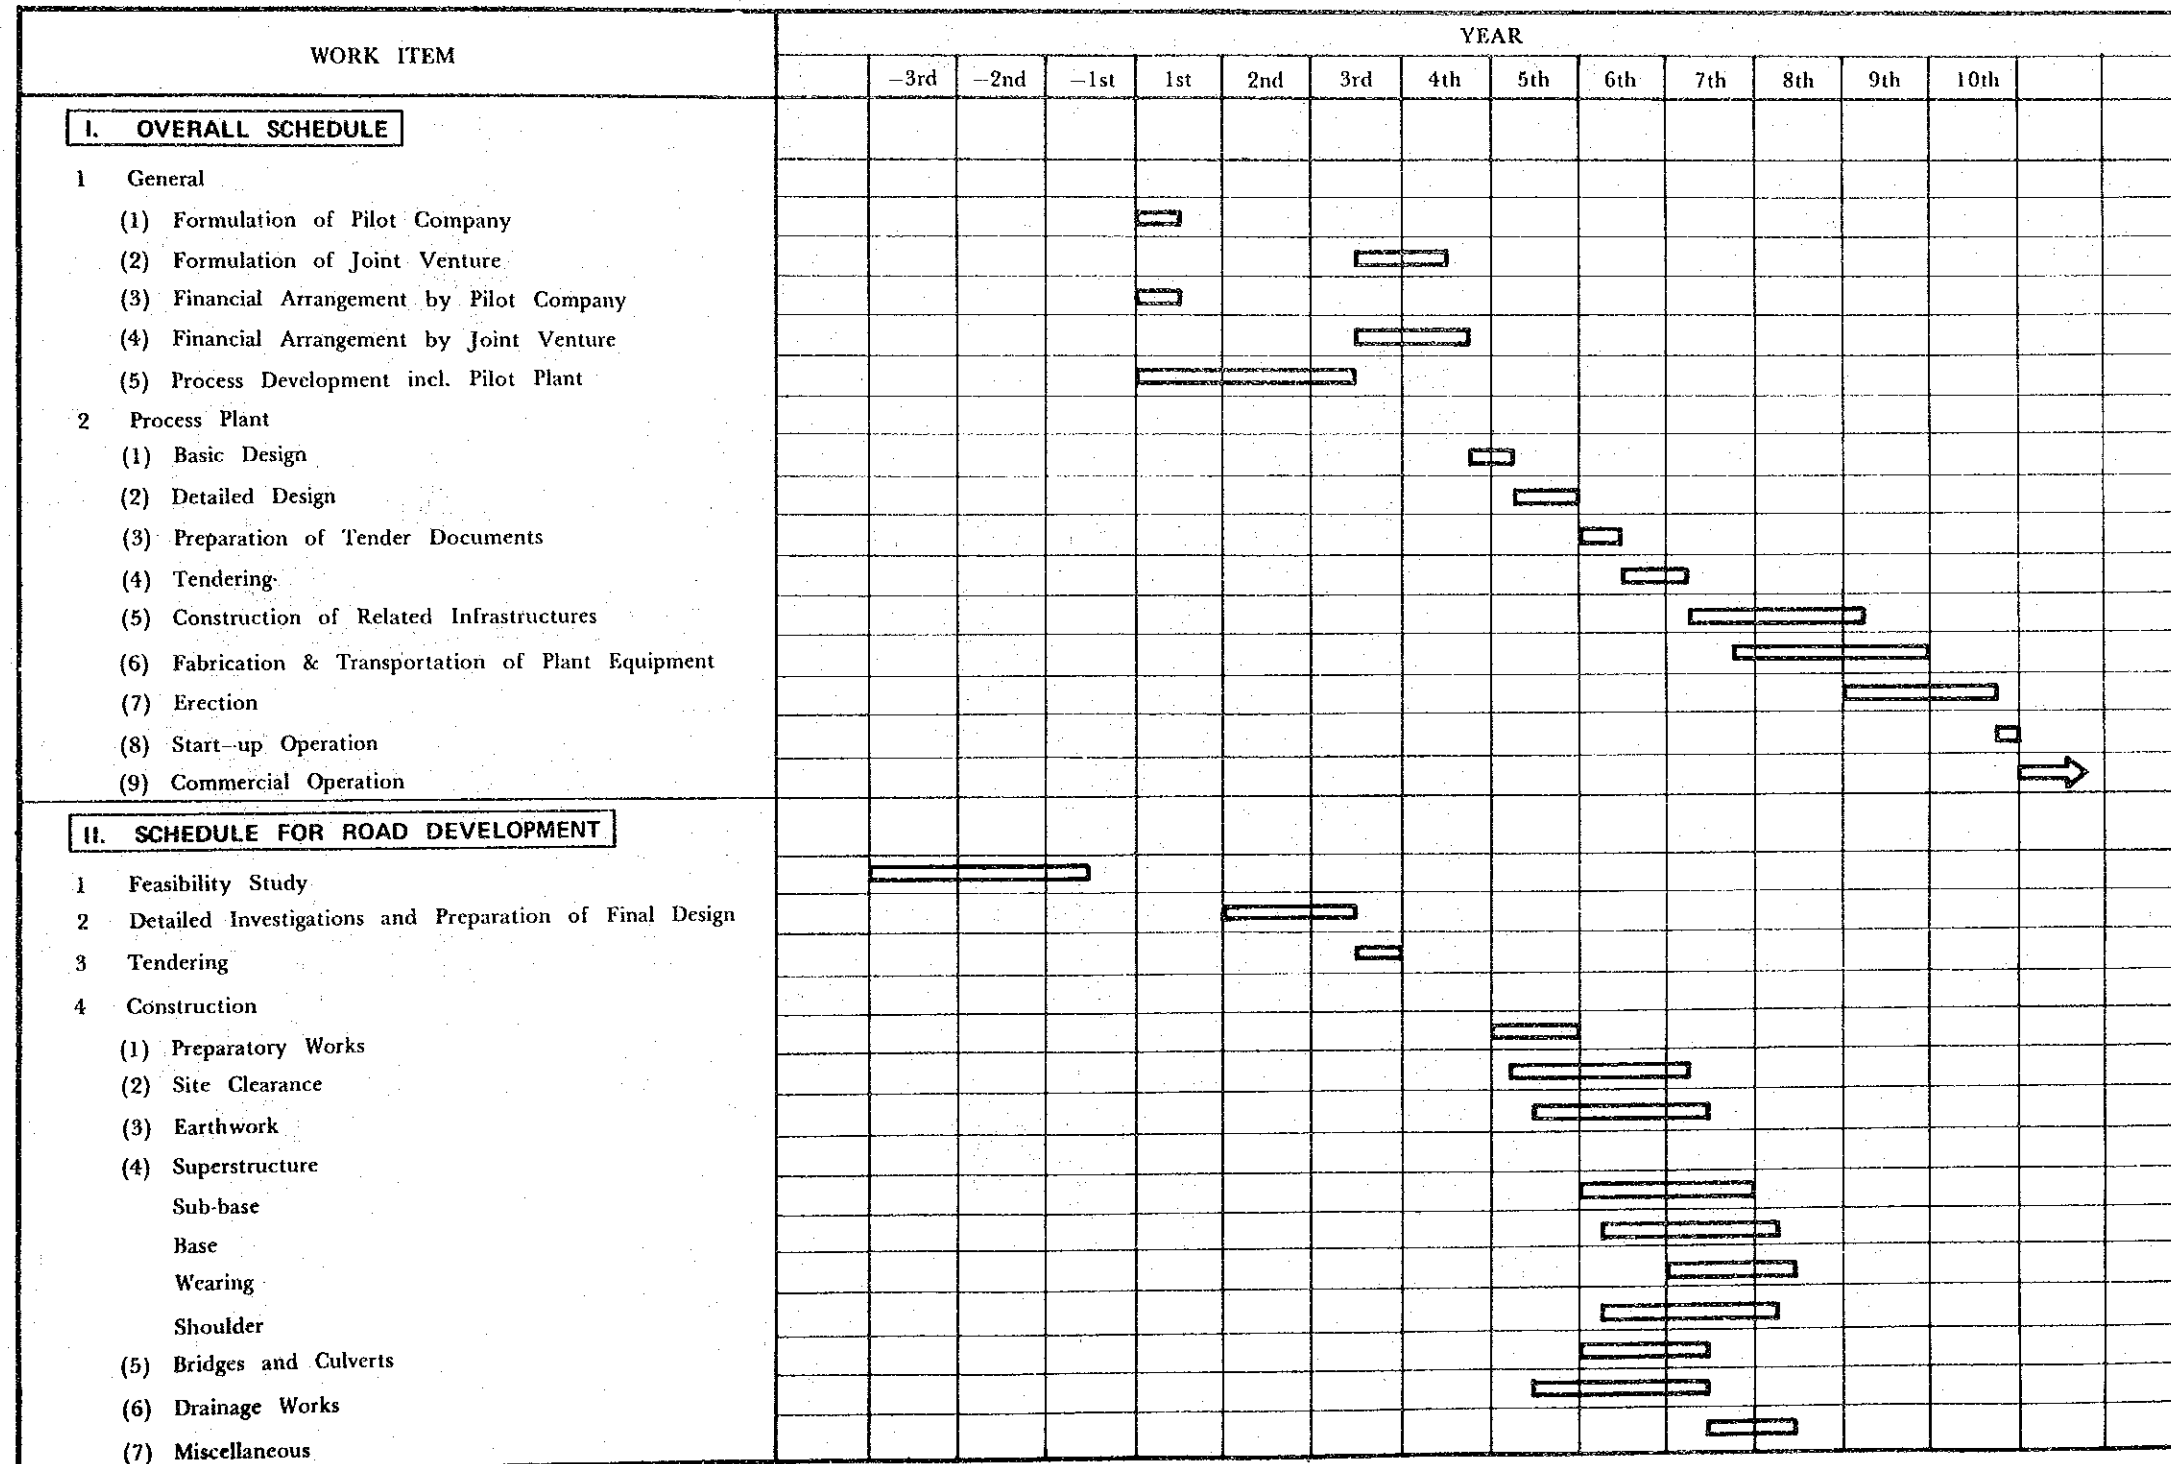 WORK ITEM
YEAR
−3rd −2nd −1st 1st 2nd 3rd 4th 5th 6th 7th 8th 9th 10th
I. OVERALL SCHEDULE
1 General
(1) Formulation of Pilot Company
(2) Formulation of Joint Venture
(3) Financial Arrangement by Pilot Company
(4) Financial Arrangement by Joint Venture
(5) Process Development incl. Pilot Plant
2 Process Plant
(1) Basic Design
(2) Detailed Design
(3) Preparation of Tender Documents
(4) Tendering
(5) Construction of Related Infrastructures
(6) Fabrication & Transportation of Plant Equipment
(7) Erection
(8) Start−up Operation
(9) Commercial Operation
II. SCHEDULE FOR ROAD DEVELOPMENT
1 Feasibility Study
2 Detailed Investigations and Preparation of Final Design
3 Tendering
4 Construction
(1) Preparatory Works
(2) Site Clearance
(3) Earthwork
(4) Superstructure
Sub-base
Base
Wearing
Shoulder
(5) Bridges and Culverts
(6) Drainage Works
(7) Miscellaneous